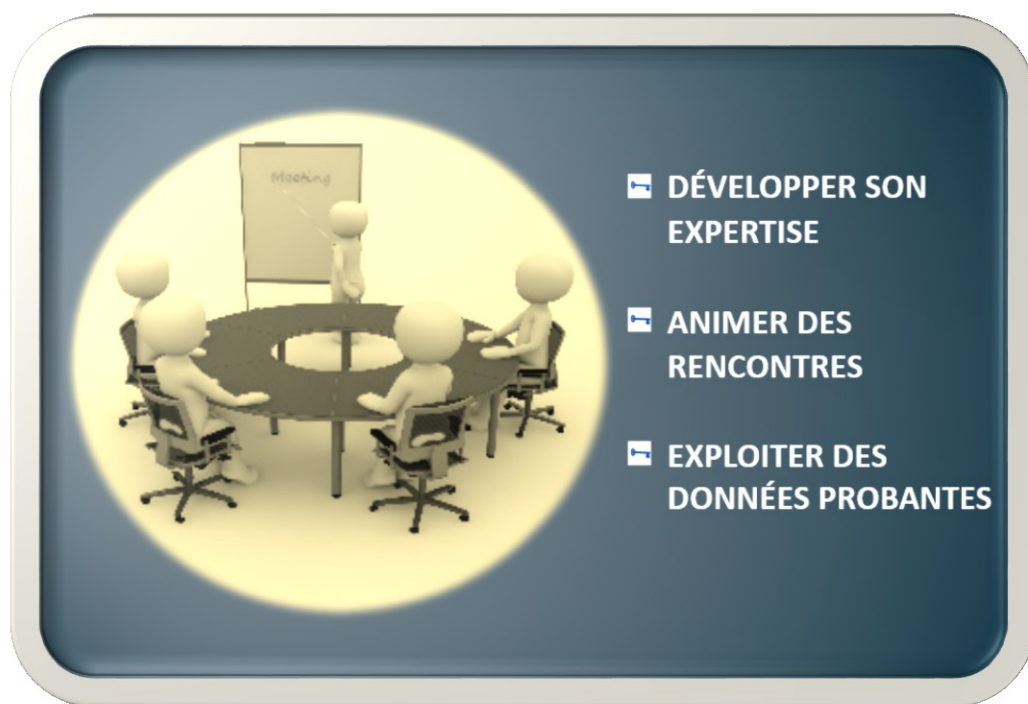 Meeting
DÉVELOPPER SON
EXPERTISE
ANIMER DES
RENCONTRES
EXPLOITER DES
DONNÉES PROBANTES